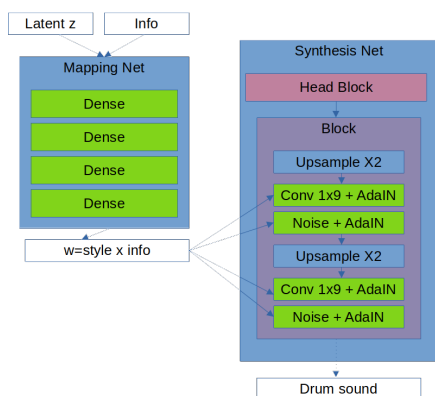 Latent z
Info
Mapping Net
Dense
Dense
Dense
Dense
w=style x info
Synthesis Net
Head Block
Block
Upsample X2
Conv 1x9 + AdaIN
Noise + AdaIN
Upsample X2
Conv 1x9 + AdaIN
Noise + AdaIN
Drum sound